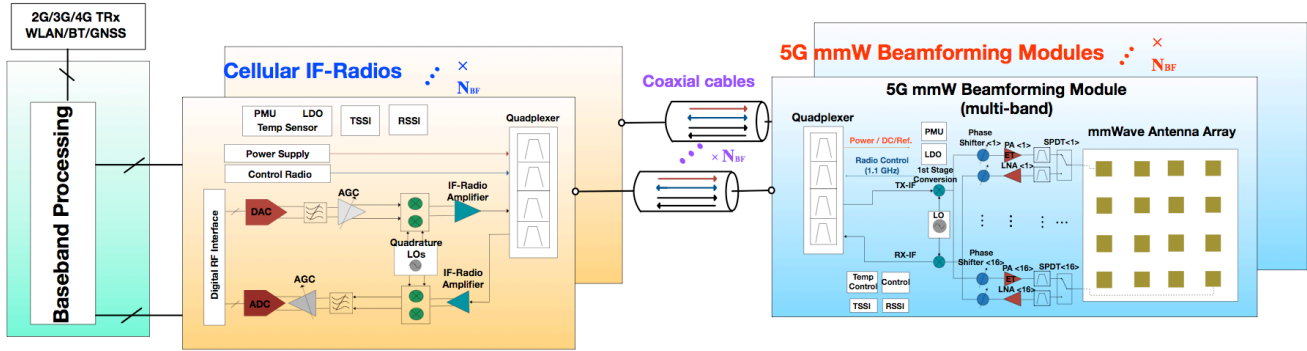 2G/3G/4G TRx
WLAN/BT/GNSS
Baseband Processing
Cellular IF-Radios
×
N_BF
PMU LDO
Temp Sensor
TSSI
RSSI
Power Supply
Control Radio
Digital RF Interface
DAC
AGC
IF-Radio
Amplifier
Quadrature
LOs
ADC
AGC
IF-Radio
Amplifier
Quadplexer
Coaxial cables
× N_BF
5G mmW Beamforming Modules
×
N_BF
5G mmW Beamforming Module
(multi-band)
Quadplexer
Power / DC/Ref.
Radio Control
(1.1 GHz)
TX-IF
RX-IF
PMU
LDO
1st Stage
Conversion
LO
Temp
Control
Control
TSSI
RSSI
Phase
Shifter <1>
PA <1>
ET
LNA <1>
SPDT<1>
Phase
Shifter <16>
PA <16>
ET
LNA <16>
SPDT<16>
mmWave Antenna Array